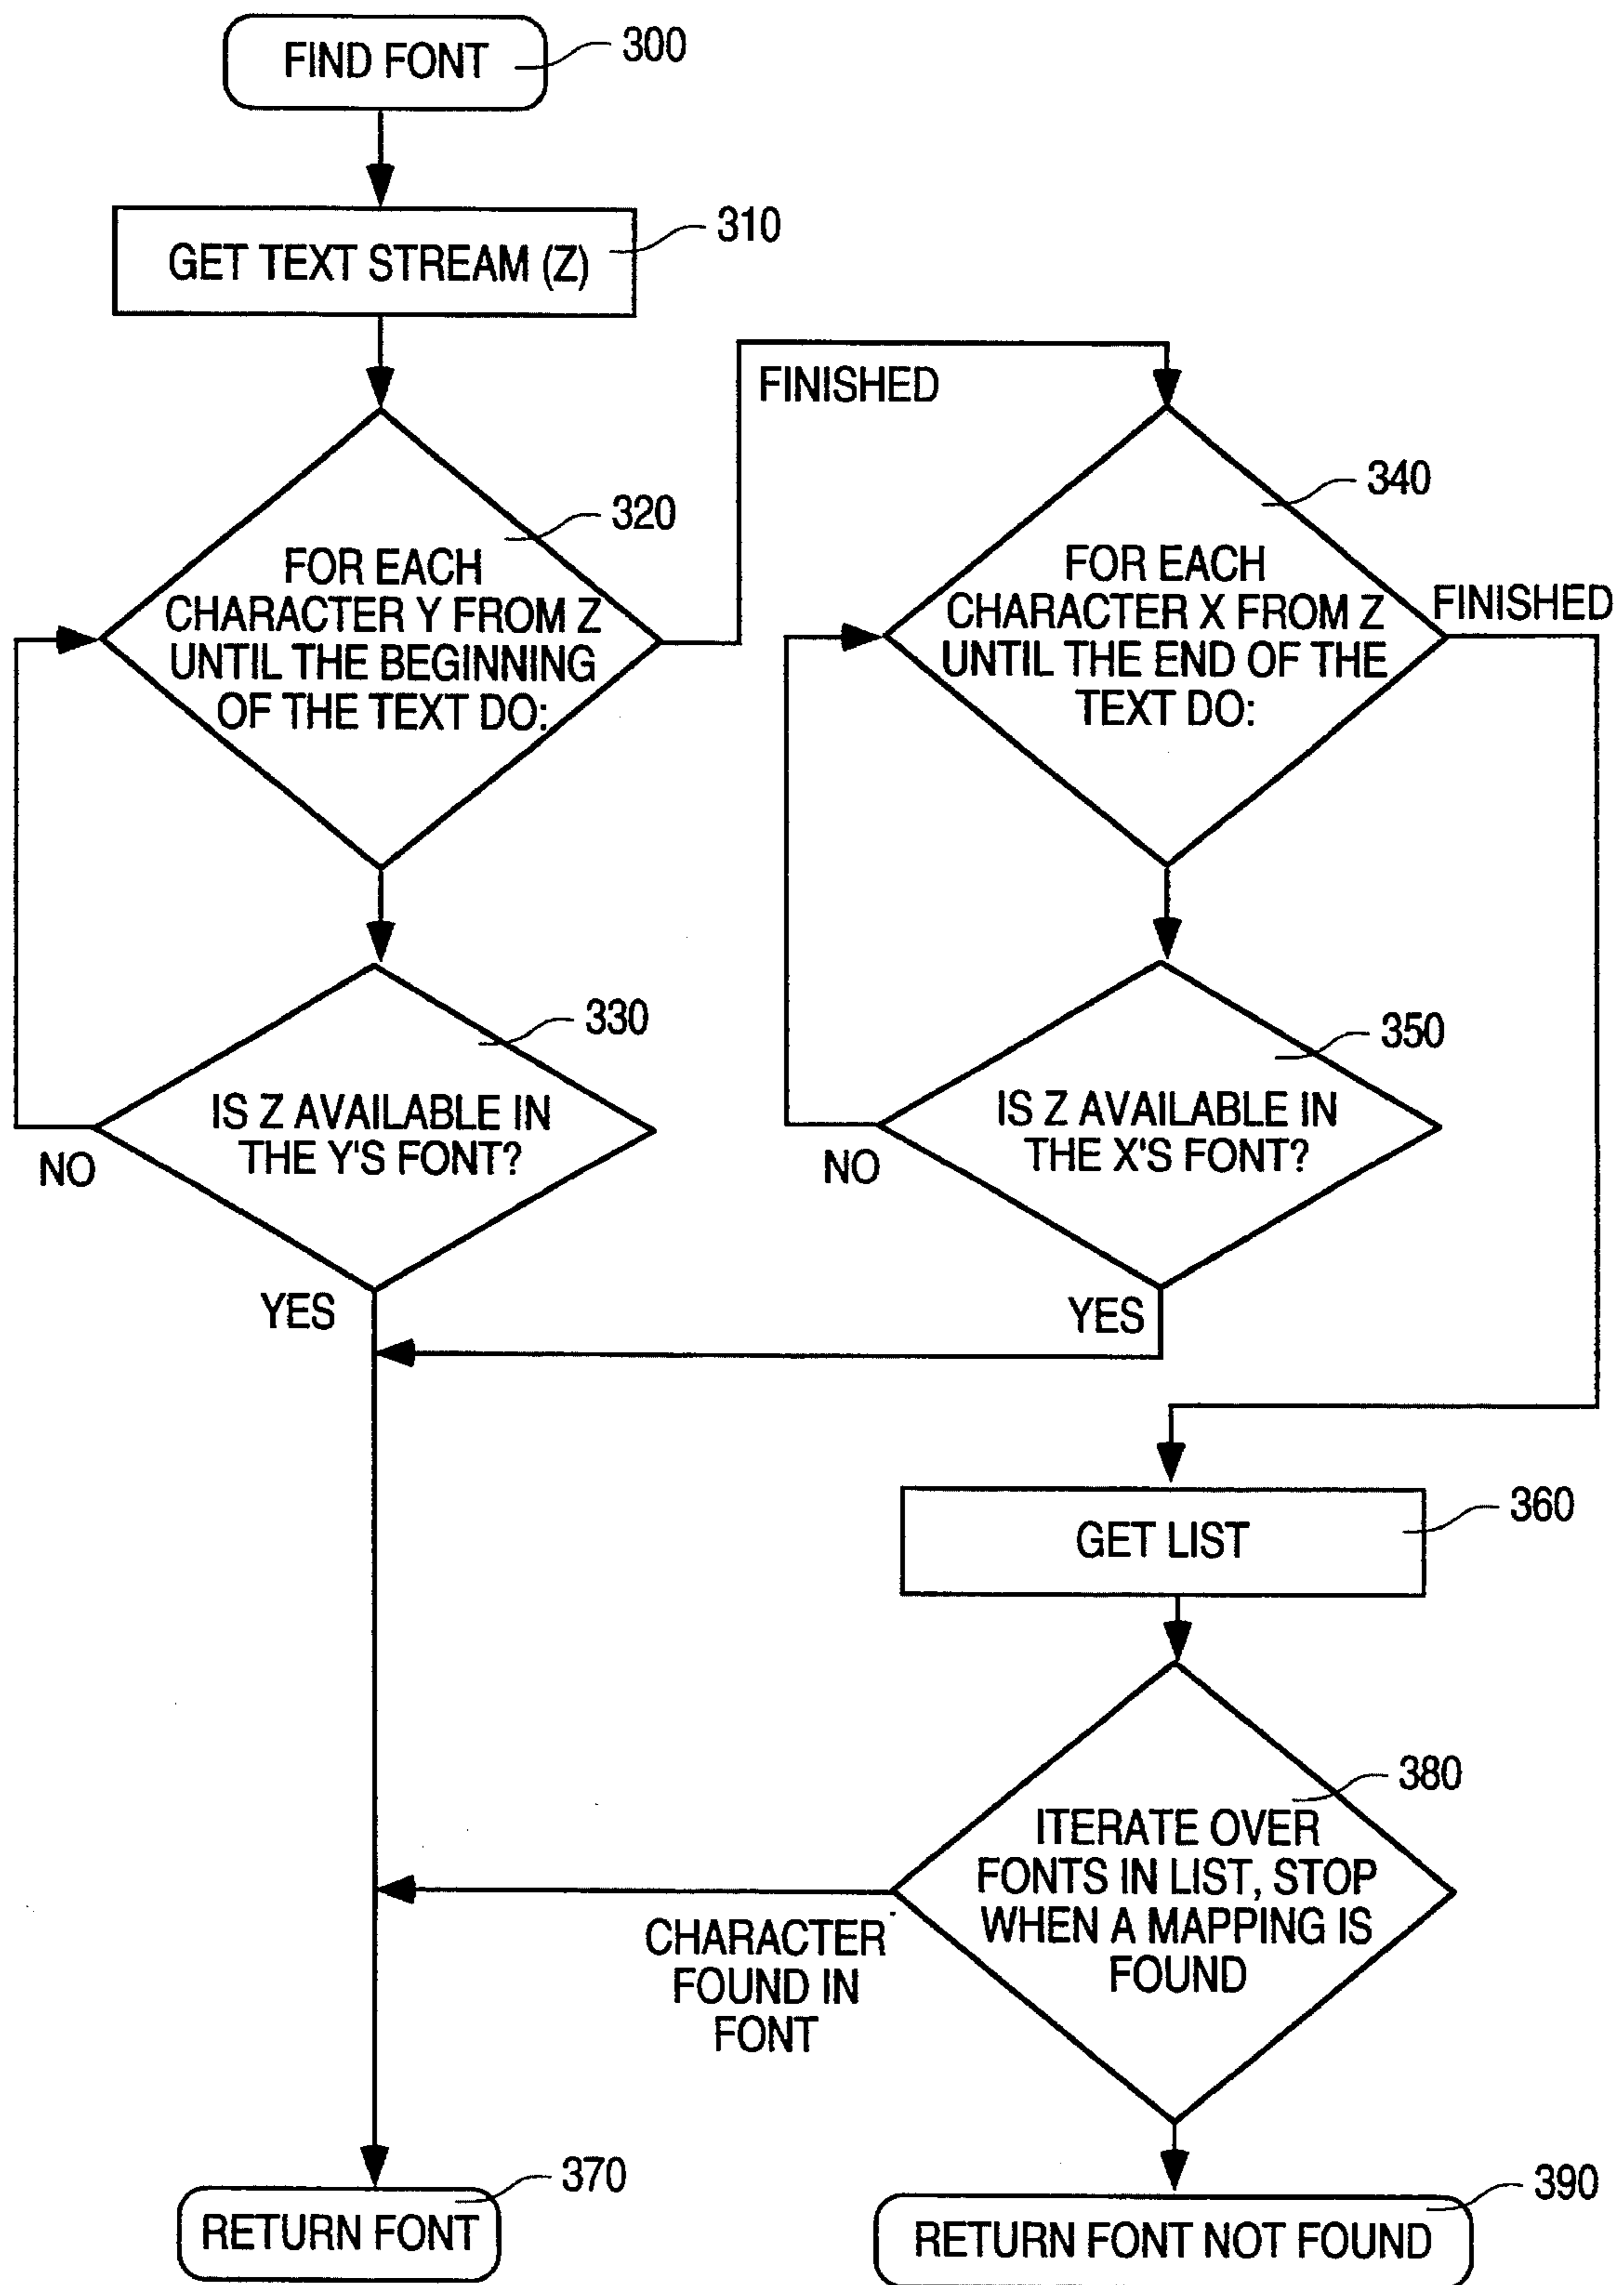 FIND FONT
300
GET TEXT STREAM (Z)
310
FINISHED
320
FOR EACH
CHARACTER Y FROM Z
UNTIL THE BEGINNING
OF THE TEXT DO:
340
FOR EACH
CHARACTER X FROM Z
UNTIL THE END OF THE
TEXT DO:
FINISHED
330
IS Z AVAILABLE IN
THE Y'S FONT?
NO
YES
350
IS Z AVAILABLE IN
THE X'S FONT?
NO
YES
GET LIST
360
380
ITERATE OVER
FONTS IN LIST, STOP
WHEN A MAPPING IS
FOUND
CHARACTER
FOUND IN
FONT
RETURN FONT
370
RETURN FONT NOT FOUND
390